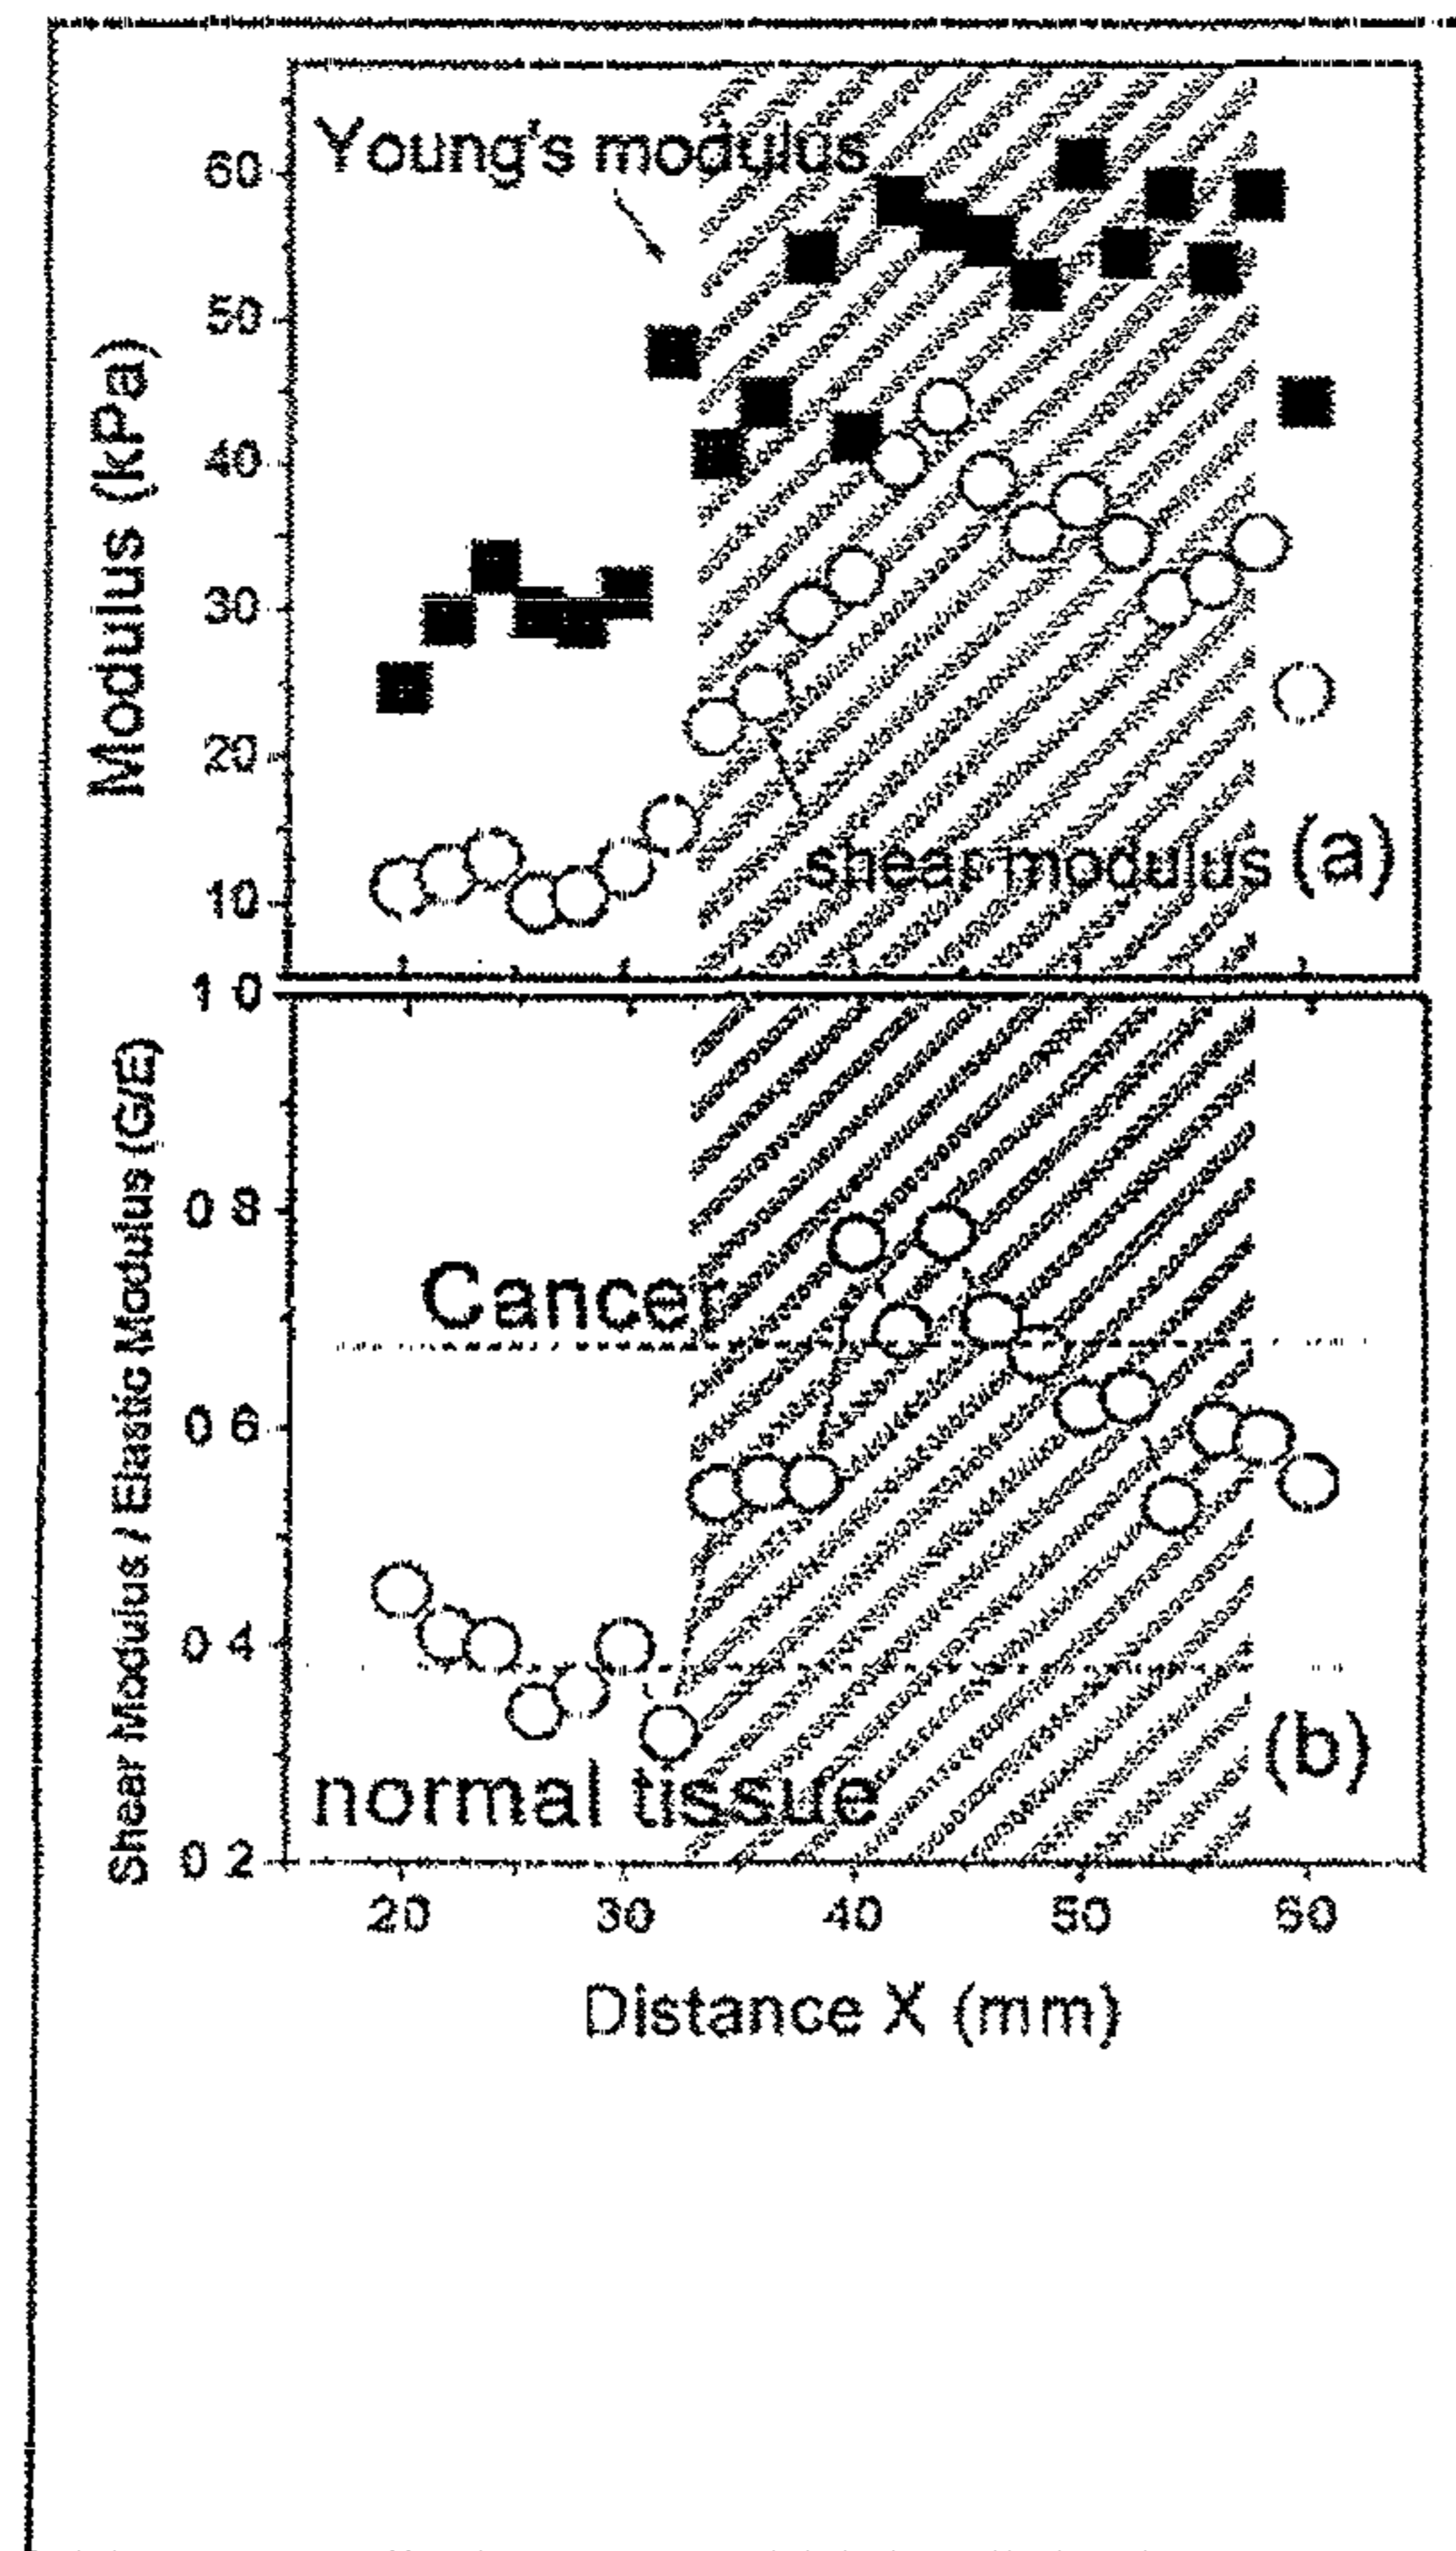 Young's modulus
60
50
40
30
20
10
Modulus (kPa)
shear modulus (a)
1 0
0 8
0 6
0 4
0 2
Shear Modulus / Elastic Modulus (G/E)
Cancer
normal tissue
(b)
20 30 40 50 60
Distance X (mm)